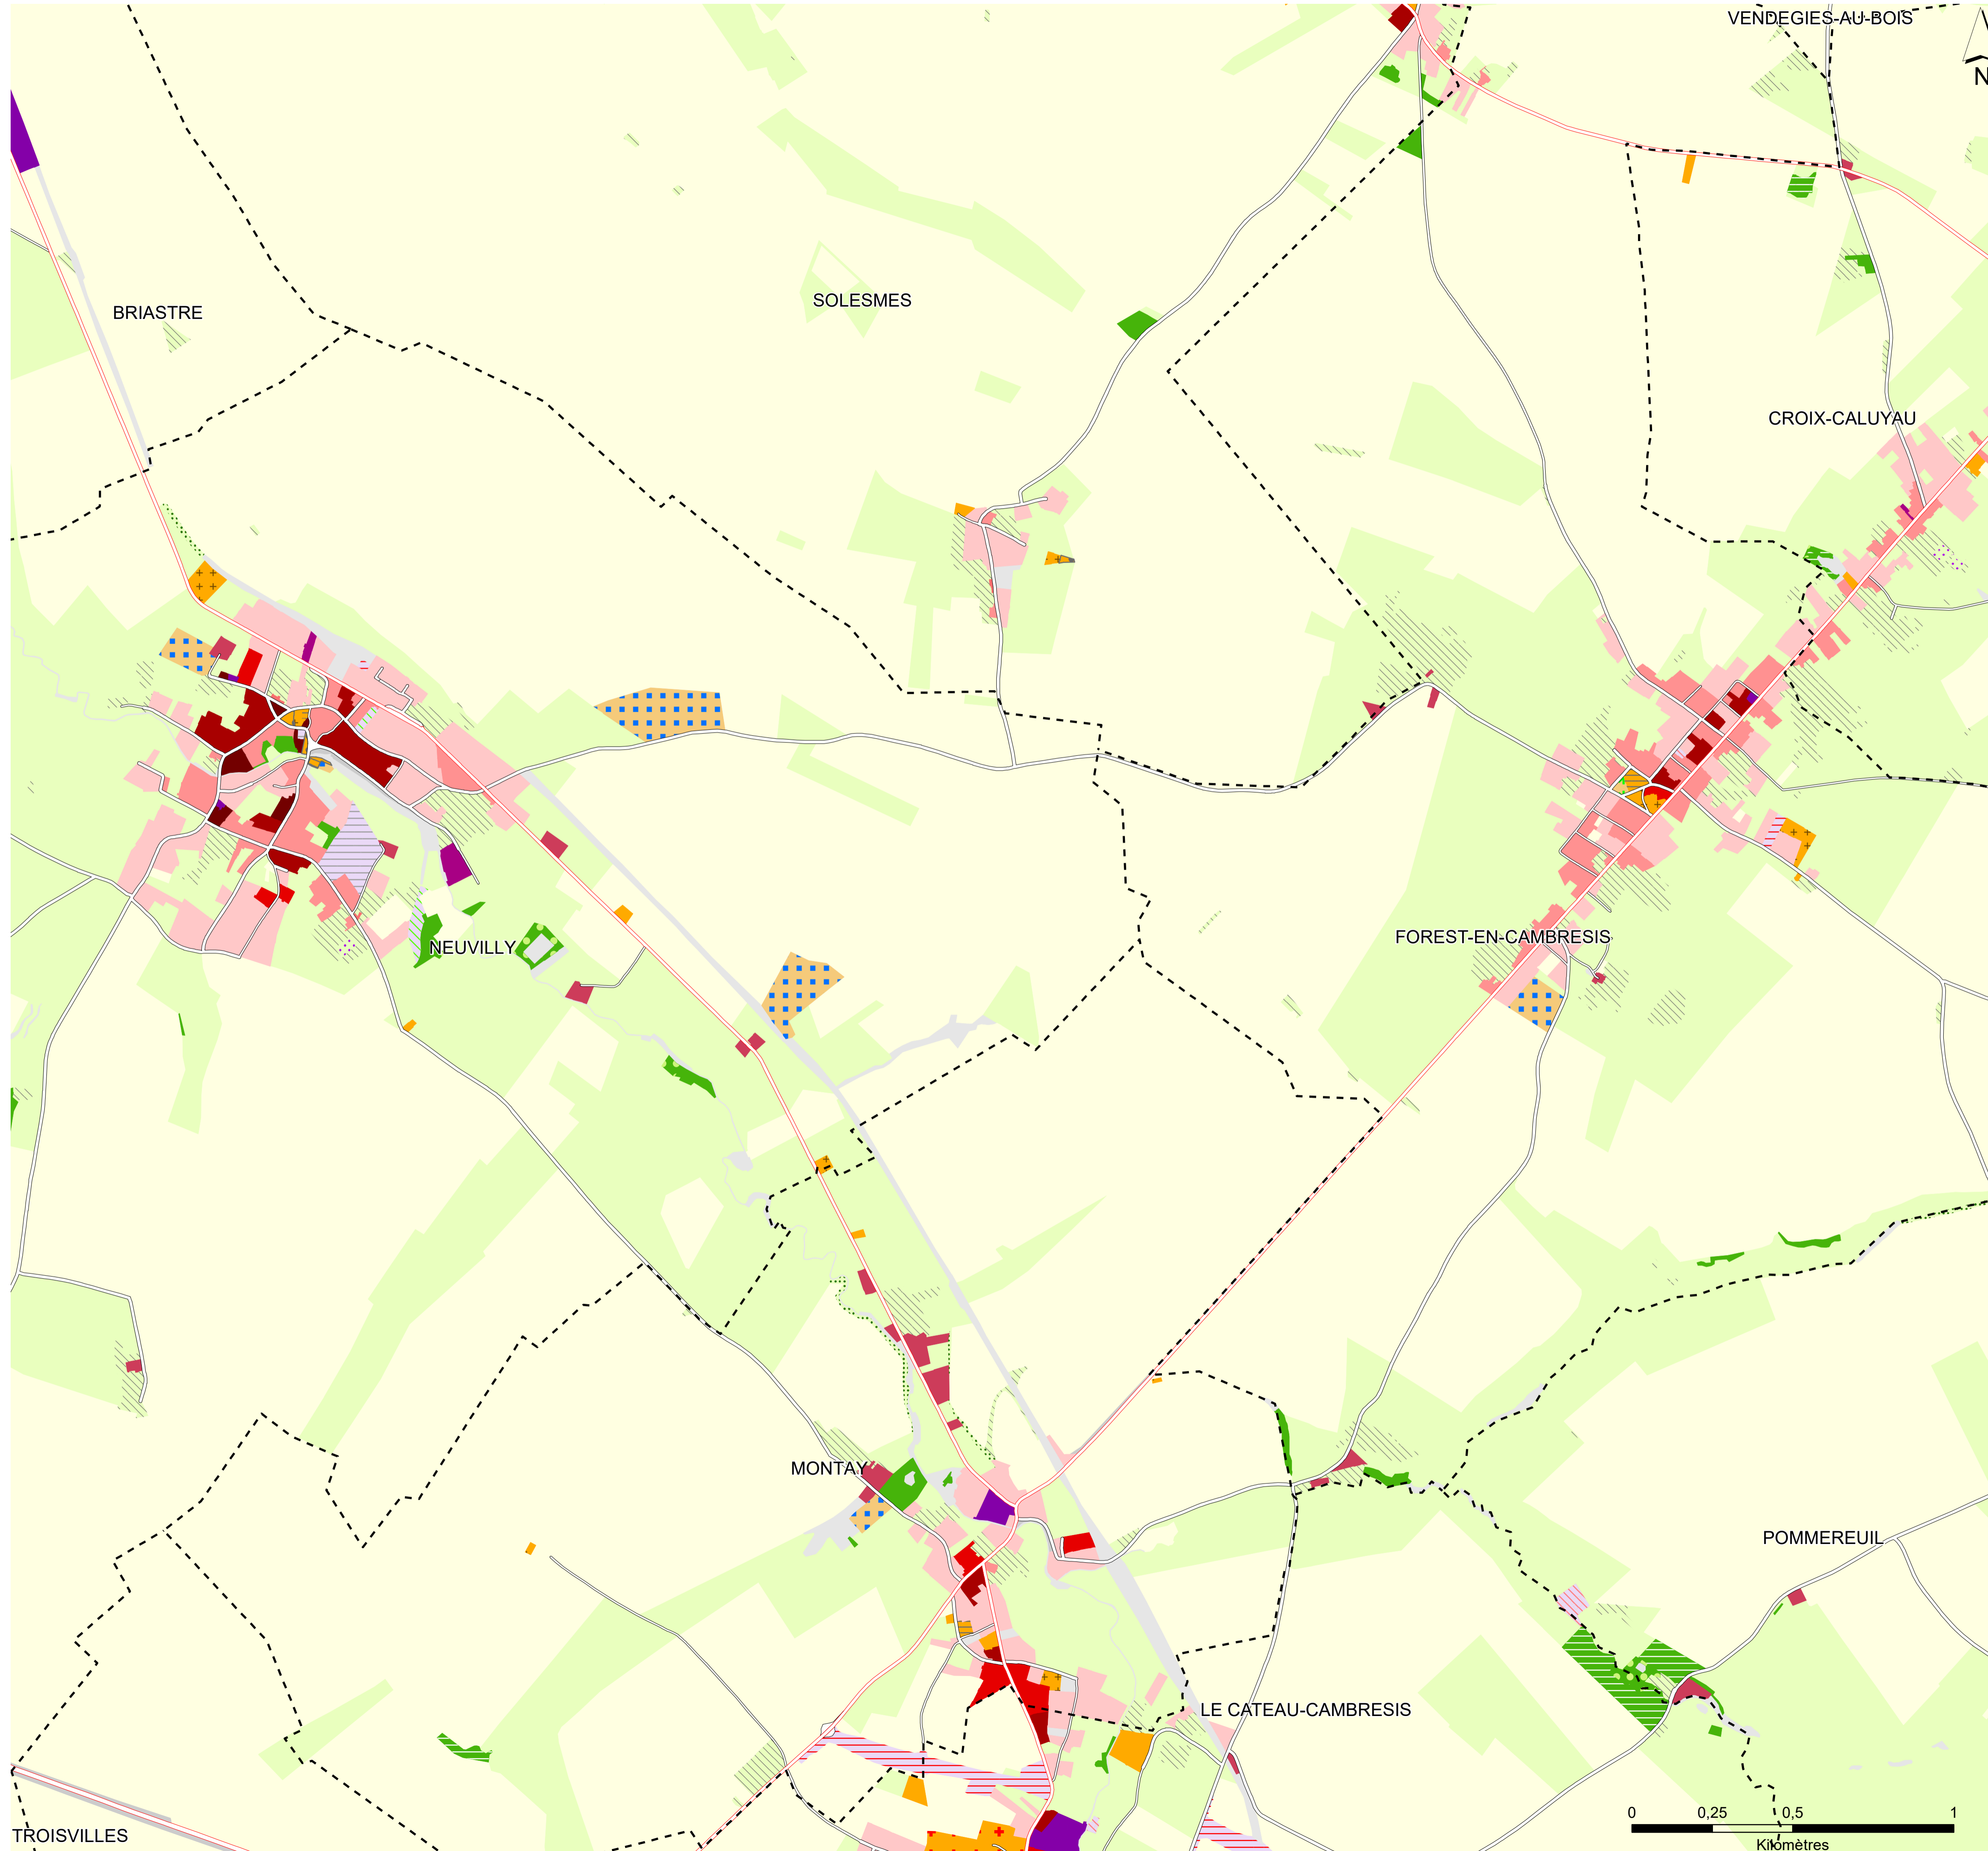 VENDEGIES-AU-BOIS
N
SOLESMES
BRIASTRE
CROIX-CALUYAU
FOREST-EN-CAMBRESIS
NEUVILLY
MONTAY
POMMEREUIL
LE CATEAU-CAMBRESIS
0 0,25 0,5 1
TROISVILLES
Kilomètres